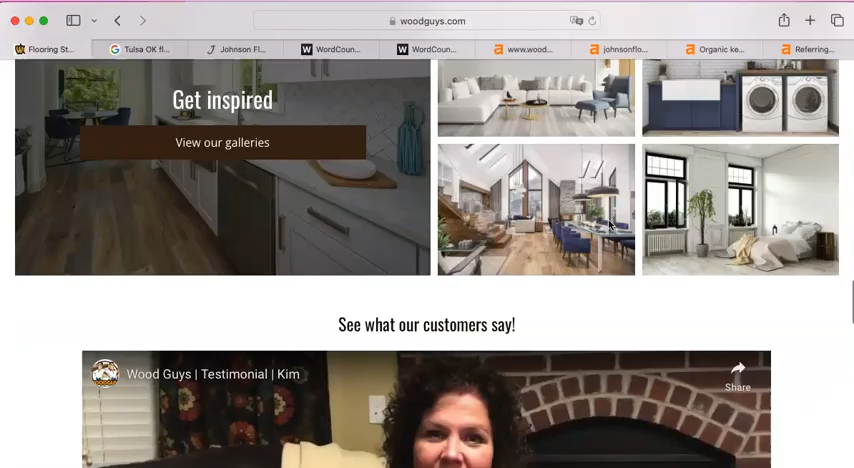 woodguys.com
Flooring St...
Tulsa OK fl...
Johnson Fl...
WordCoun...
WordCoun...
www.wood...
johnsonflo...
Organic ke...
Referring...
Get inspired
View our galleries
See what our customers say!
Wood Guys | Testimonial | Kim
Share